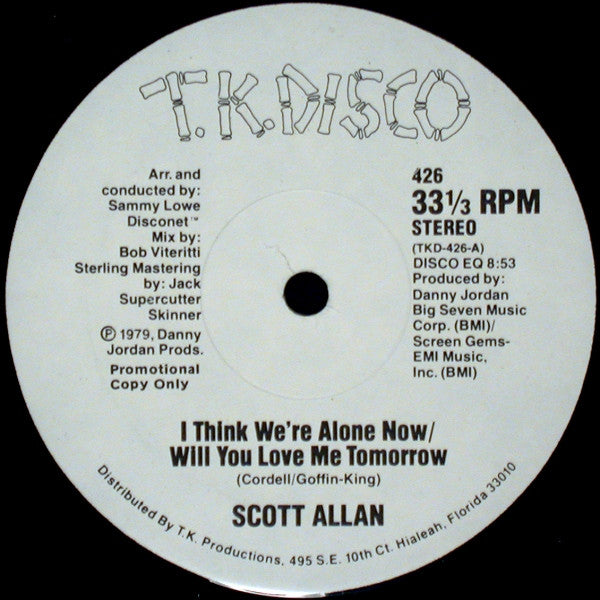 T.K. DISCO
Arr. and
conducted by:
Sammy Lowe
Disconet™
Mix by:
Bob Viteritti
Sterling Mastering
by: Jack
Supercutter
Skinner
℗ 1979, Danny
Jordan Prods.
Promotional
Copy Only
426
33 1/3 RPM
STEREO
(TKD-426-A)
DISCO EQ 8:53
Produced by:
Danny Jordan
Big Seven Music
Corp. (BMI)/
Screen Gems-
EMI Music,
Inc. (BMI)
I Think We're Alone Now/
Will You Love Me Tomorrow
(Cordell/Goffin-King)
SCOTT ALLAN
Distributed By T.K. Productions, 495 S.E. 10th Ct. Hialeah, Florida 33010